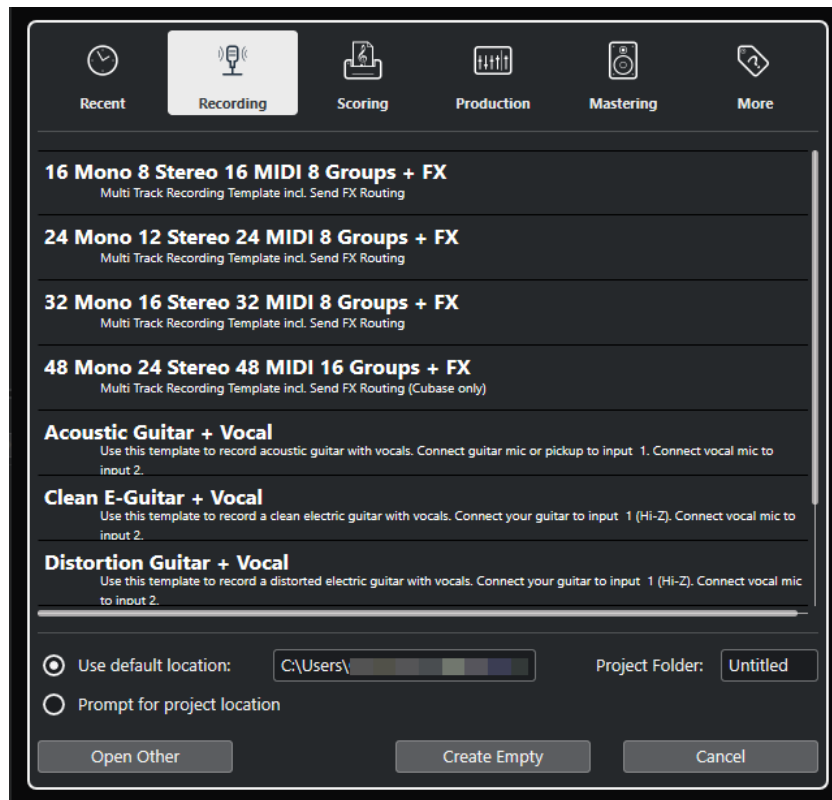 Recent Recording Scoring Production Mastering More
16 Mono 8 Stereo 16 MIDI 8 Groups + FX
Multi Track Recording Template incl. Send FX Routing
24 Mono 12 Stereo 24 MIDI 8 Groups + FX
Multi Track Recording Template incl. Send FX Routing
32 Mono 16 Stereo 32 MIDI 8 Groups + FX
Multi Track Recording Template incl. Send FX Routing
48 Mono 24 Stereo 48 MIDI 16 Groups + FX
Multi Track Recording Template incl. Send FX Routing (Cubase only)
Acoustic Guitar + Vocal
Use this template to record acoustic guitar with vocals. Connect guitar mic or pickup to input 1. Connect vocal mic to
input 2.
Clean E-Guitar + Vocal
Use this template to record a clean electric guitar with vocals. Connect your guitar to input 1 (Hi-Z). Connect vocal mic to
input 2.
Distortion Guitar + Vocal
Use this template to record a distorted electric guitar with vocals. Connect your guitar to input 1 (Hi-Z). Connect vocal mic
to input 2.
Use default location: C:\Users\ Project Folder: Untitled
Prompt for project location
Open Other Create Empty Cancel